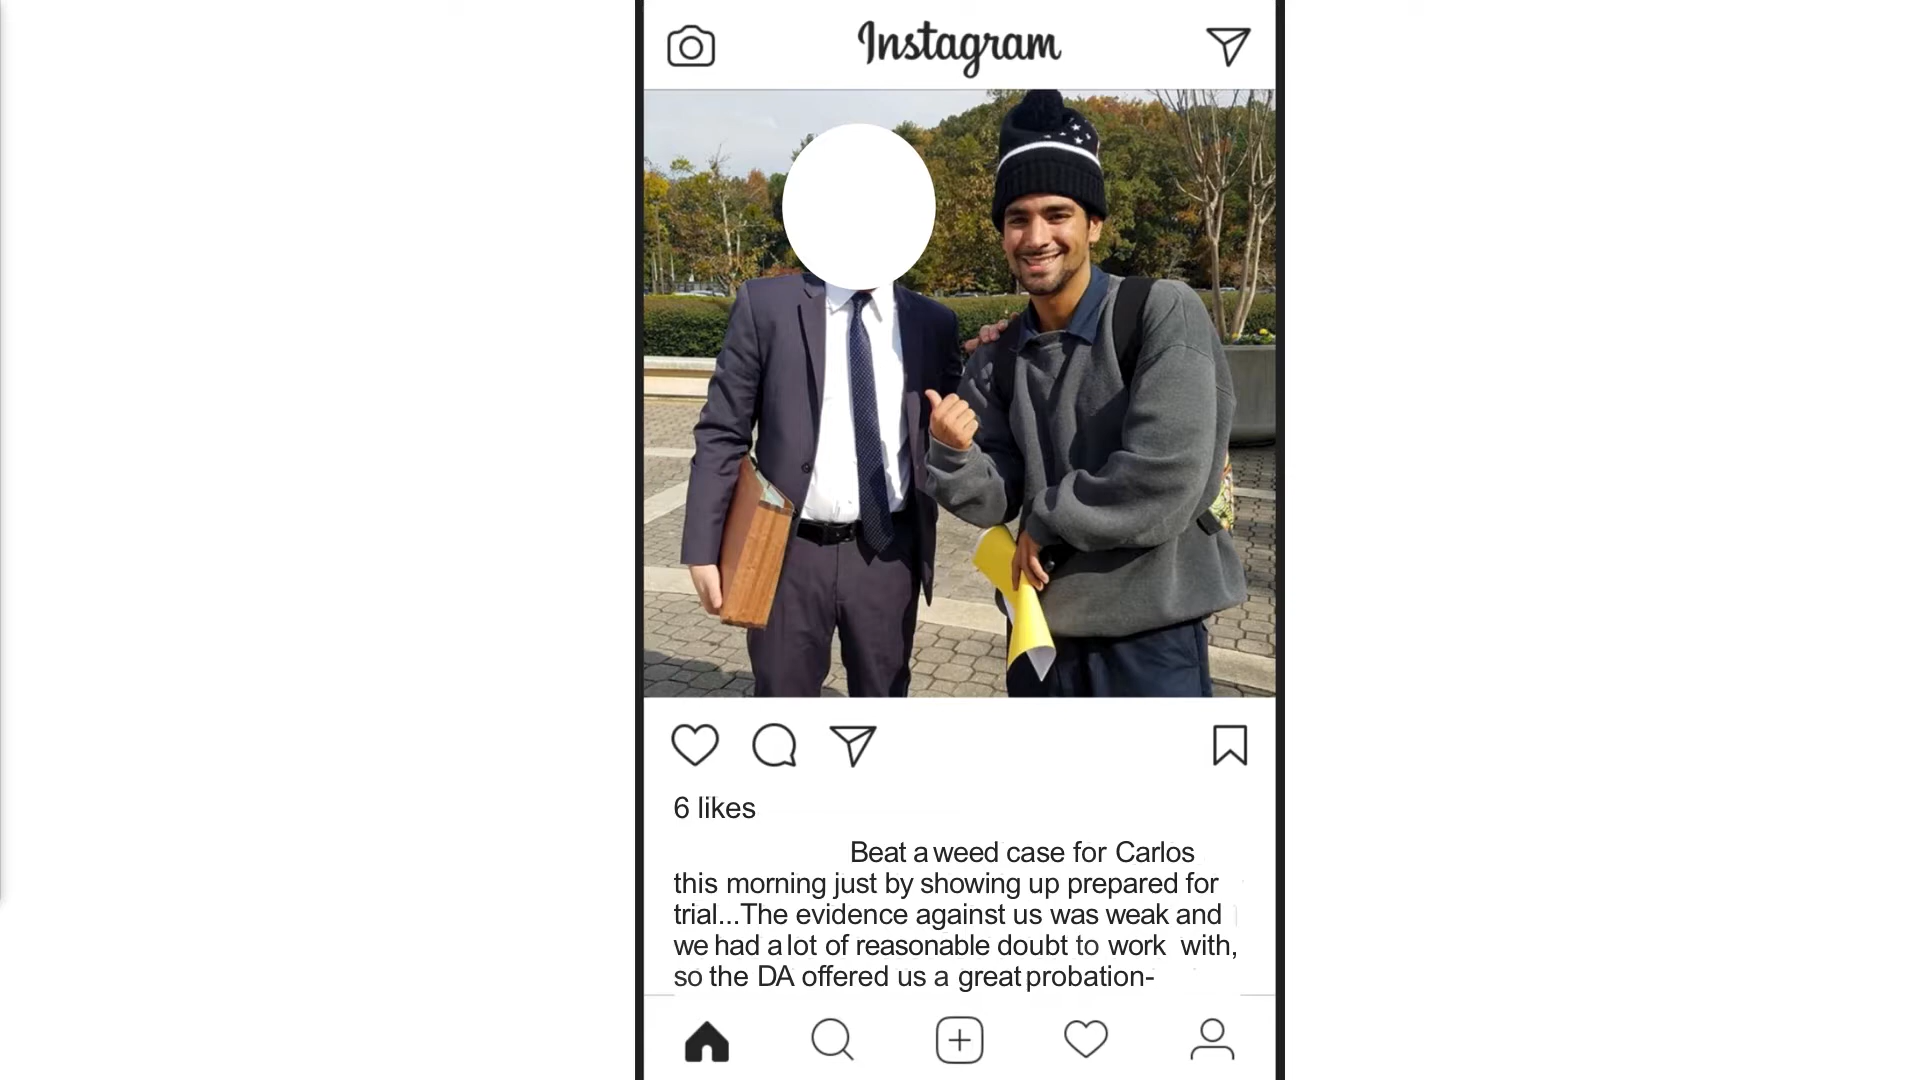 Instagram
6 likes
Beat a weed case for Carlos
this morning just by showing up prepared for
trial...The evidence against us was weak and
we had a lot of reasonable doubt to work with,
so the DA offered us a great probation-